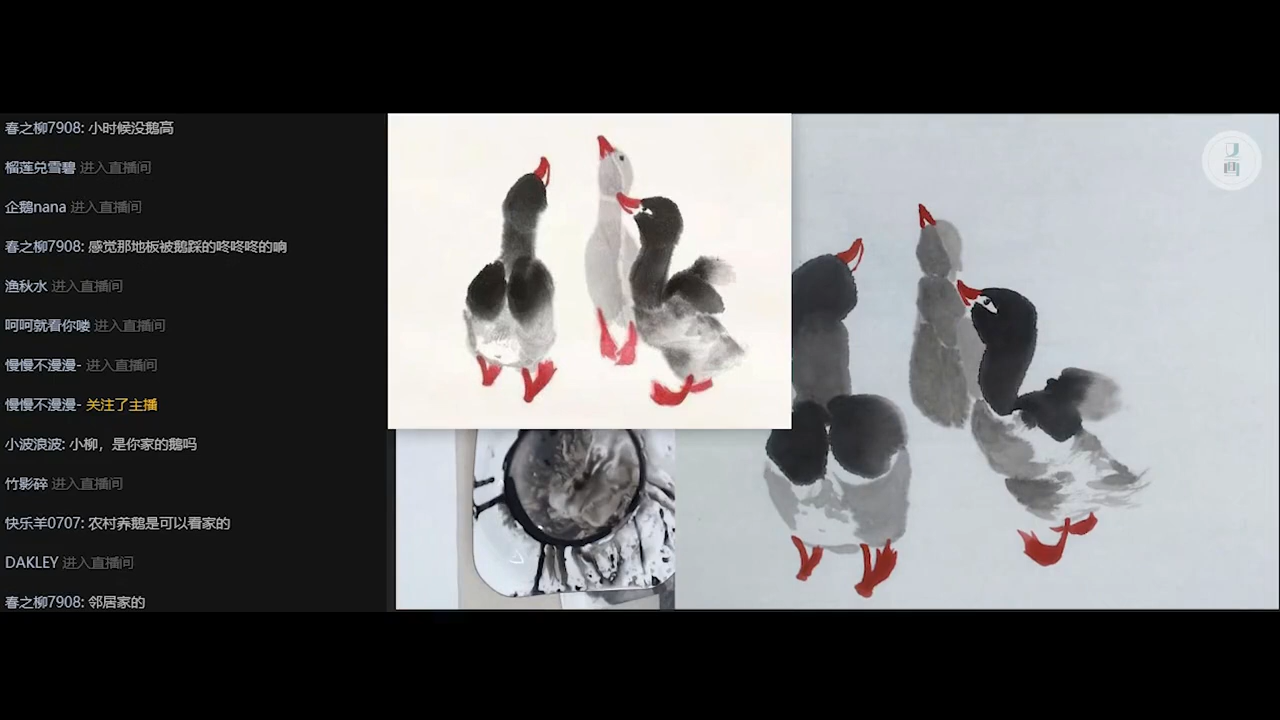 春之柳7908: 小时候没鹅高
榴莲兑雪碧 进入直播间
企鹅nana 进入直播间
春之柳7908: 感觉那地板被鹅踩的咚咚咚的响
渔秋水 进入直播间
呵呵就看你喽 进入直播间
慢慢不漫漫- 进入直播间
慢慢不漫漫- 关注了主播
小波浪波: 小柳，是你家的鹅吗
竹影碎 进入直播间
快乐羊0707: 农村养鹅是可以看家的
DAKLEY 进入直播间
春之柳7908: 邻居家的